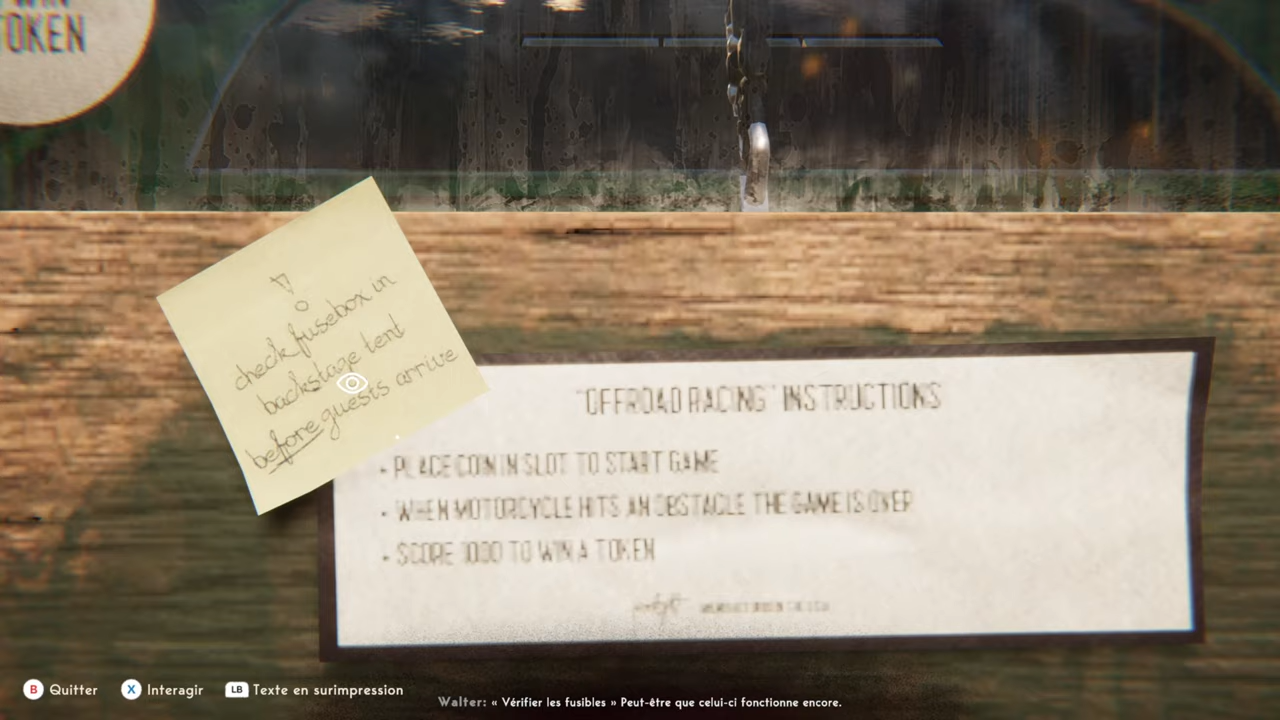 WIN
TOKEN
!
check fusebox in
backstage tent
before guests arrive
"OFFROAD RACING" INSTRUCTIONS
- PLACE COIN IN SLOT TO START GAME
- WHEN MOTORCYCLE HITS AN OBSTACLE THE GAME IS OVER
- SCORE 1000 TO WIN A TOKEN
B Quitter
X Interagir
LB Texte en surimpression
Walter: « Vérifier les fusibles » Peut-être que celui-ci fonctionne encore.